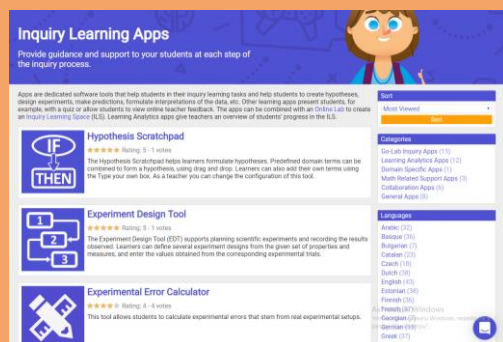 Inquiry Learning Apps
Provide guidance and support to your students at each step of
the inquiry process.
Apps are dedicated software tools that help students in their inquiry learning tasks and help students to create hypotheses,
design experiments, make predictions, formulate interpretations of the data, etc. Other learning apps present students, for
example, with a quiz or allow students to view online teacher feedback. The apps can be combined with an Online Lab to create
an Inquiry Learning Space (ILS). Learning Analytics apps give teachers an overview of students' progress in the ILS.
IF
THEN
Hypothesis Scratchpad
Rating: 5 - 1 votes
The Hypothesis Scratchpad helps learners formulate hypotheses. Predefined domain terms can be
combined to form a hypothesis, using drag and drop. Learners can also add their own terms using
the Type your own box. As a teacher you can change the configuration of this tool.
1
2
3
Experiment Design Tool
Rating: 5 - 1 votes
The Experiment Design Tool (EDT) supports planning scientific experiments and recording the results
observed. Learners can define several experiment designs from the given set of properties and
measures, and enter the values obtained from the corresponding experimental trials.
Experimental Error Calculator
Rating: 4 - 4 votes
This tool allows students to calculate experimental errors that stem from real experimental setups.
Sort
Most Viewed
Sort
Categories
Go-Lab Inquiry Apps (15)
Learning Analytics Apps (12)
Domain Specific Apps (1)
Math Related Support Apps (3)
Collaboration Apps (6)
General Apps (8)
Languages
Arabic (32)
Basque (36)
Bulgarian (7)
Catalan (23)
Czech (18)
Dutch (38)
English (43)
Estonian (38)
Finnish (36)
French (37)
Georgian
German
Greek (37)
Windows